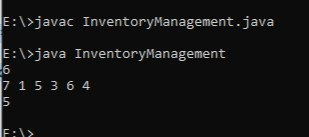 E:\>javac InventoryManagement.java
E:\>java InventoryManagement
6
7 1 5 3 6 4
5
E:\>